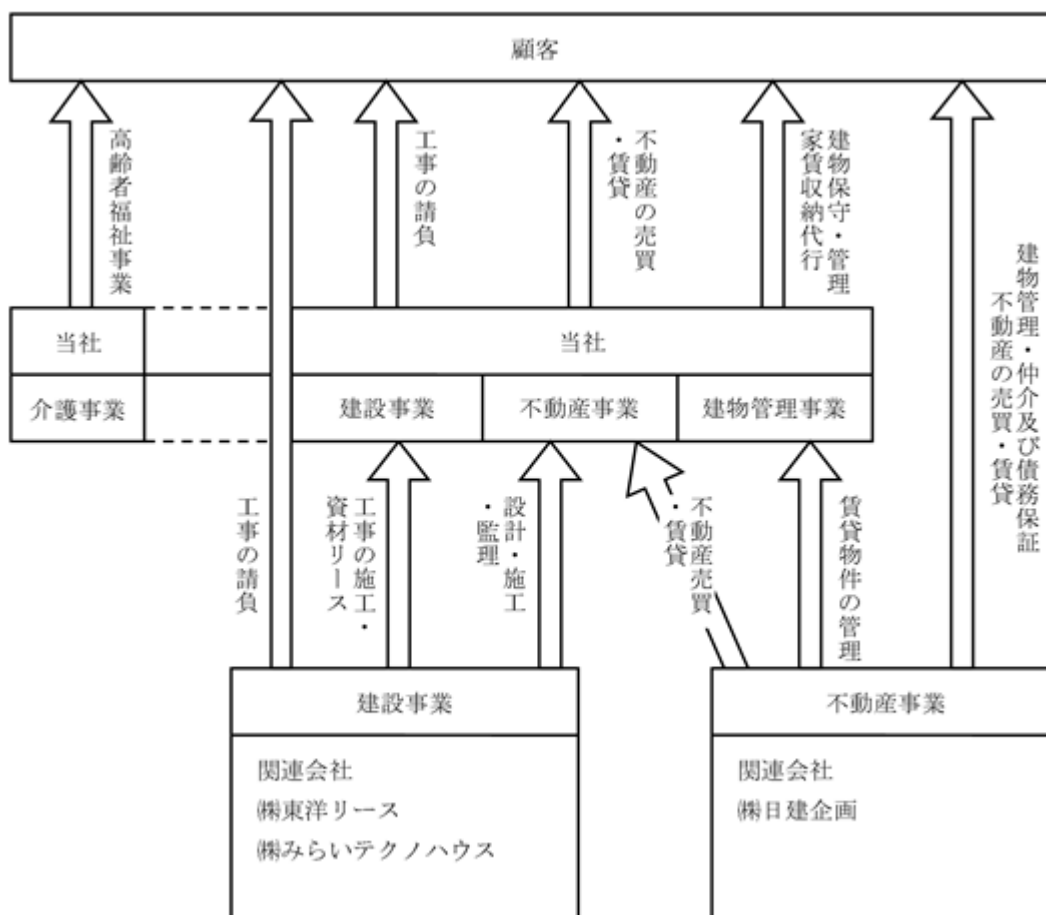 顧客
高齢者福祉事業
工事の請負
不動産の売買
・賃貸
建物保守・管理
家賃収納代行
建物管理・仲介及び債務保証
不動産の売買・賃貸
当社
当社
介護事業
建設事業
不動産事業
建物管理事業
工事の請負
工事の施工・
資材リース
設計・施工
・監理
不動産売買
・賃貸
賃貸物件の管理
建設事業
関連会社
㈱東洋リース
㈱みらいテクノハウス
不動産事業
関連会社
㈱日建企画